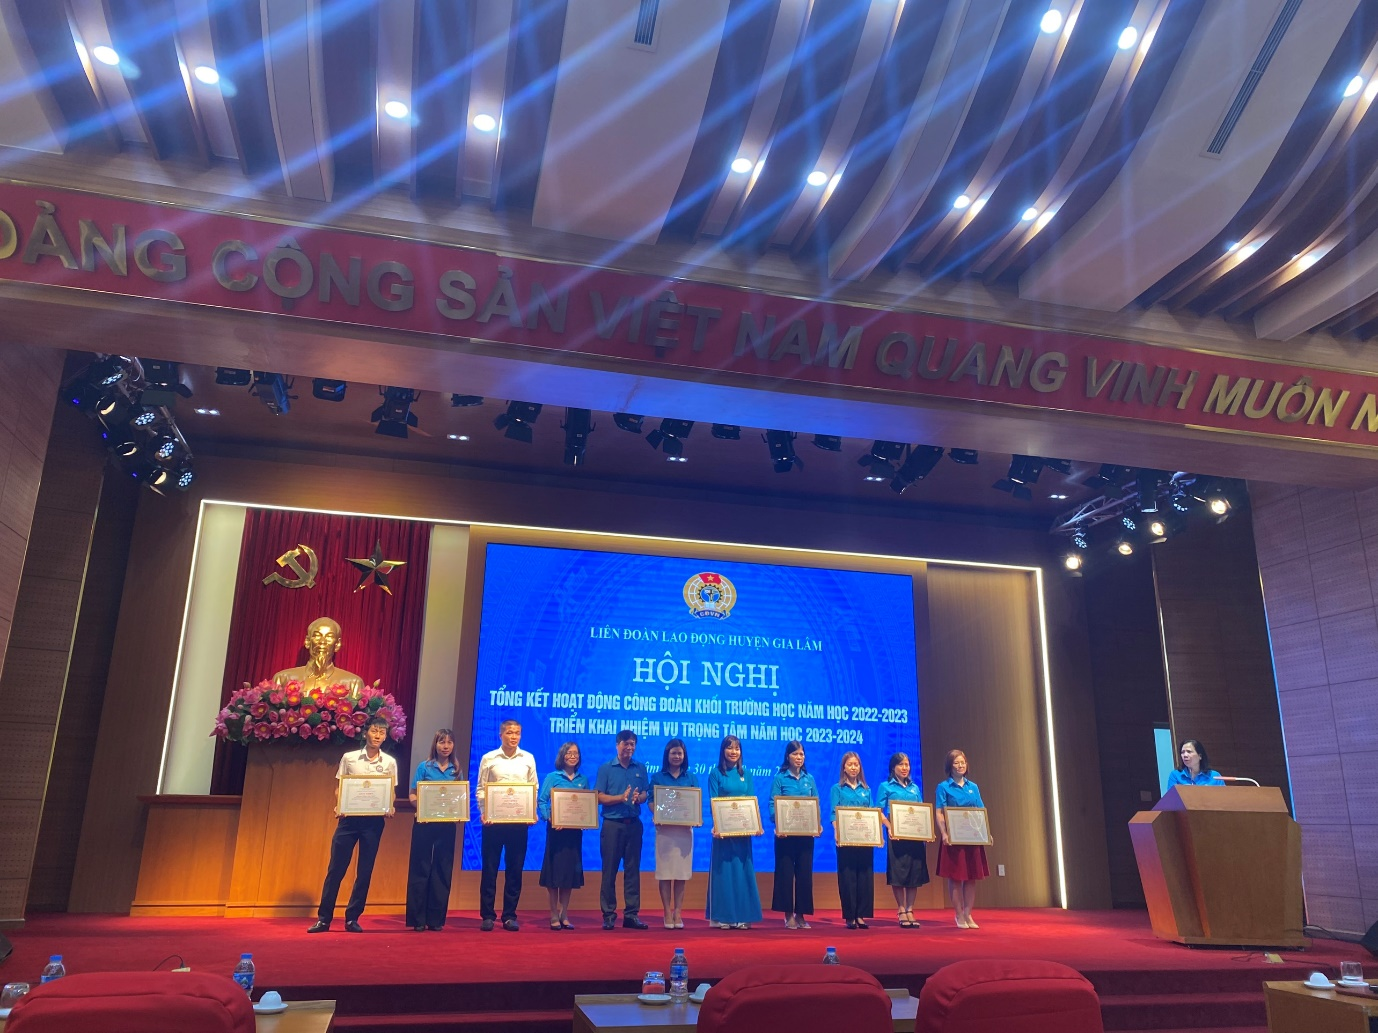 ĐẢNG CỘNG SẢN VIỆT NAM QUANG VINH MUÔN N
LIÊN ĐOÀN LAO ĐỘNG HUYỆN GIA LÂM
HỘI NGHỊ
TỔNG KẾT HOẠT ĐỘNG CÔNG ĐOÀN KHỐI TRƯỜNG HỌC NĂM HỌC 2022-2023
TRIỂN KHAI NHIỆM VỤ TRỌNG TÂM NĂM HỌC 2023-2024
30